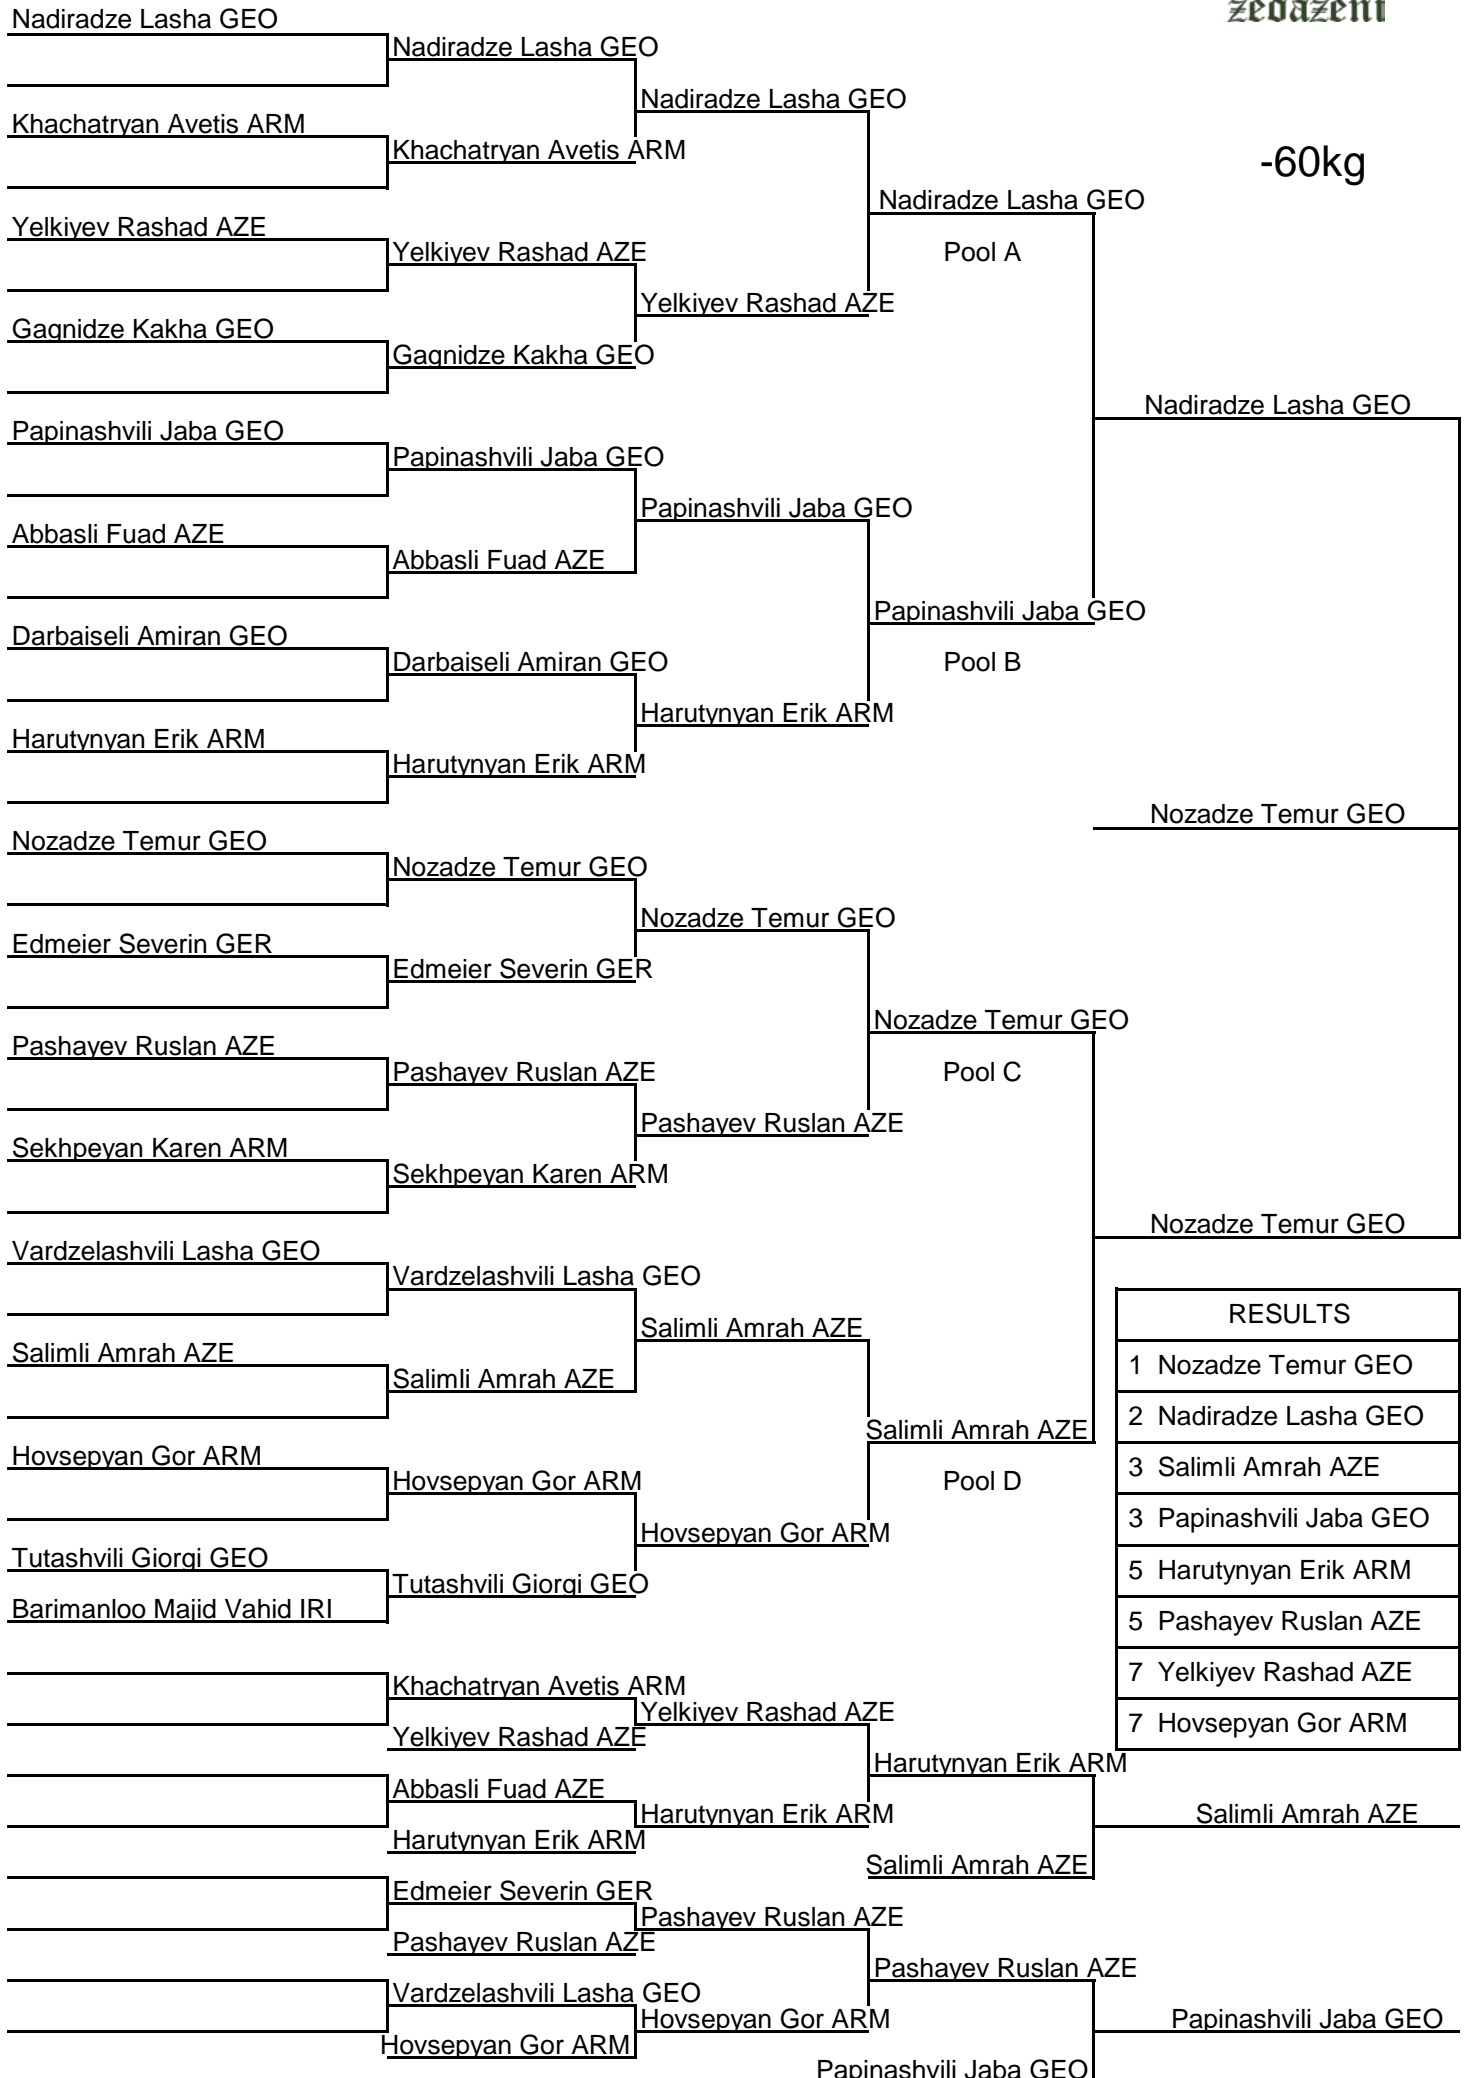 zedazeni
Nadiradze Lasha GEO
Nadiradze Lasha GEO
Nadiradze Lasha GEO
Khachatryan Avetis ARM
Khachatryan Avetis ARM
-60kg
Nadiradze Lasha GEO
Yelkiyev Rashad AZE
Yelkiyev Rashad AZE
Pool A
Yelkiyev Rashad AZE
Gagnidze Kakha GEO
Gagnidze Kakha GEO
Nadiradze Lasha GEO
Papinashvili Jaba GEO
Papinashvili Jaba GEO
Papinashvili Jaba GEO
Abbasli Fuad AZE
Abbasli Fuad AZE
Papinashvili Jaba GEO
Darbaiseli Amiran GEO
Darbaiseli Amiran GEO
Pool B
Harutynyan Erik ARM
Harutynyan Erik ARM
Harutynyan Erik ARM
Nozadze Temur GEO
Nozadze Temur GEO
Nozadze Temur GEO
Nozadze Temur GEO
Edmeier Severin GER
Edmeier Severin GER
Nozadze Temur GEO
Pashayev Ruslan AZE
Pashayev Ruslan AZE
Pool C
Pashayev Ruslan AZE
Sekhpeyan Karen ARM
Sekhpeyan Karen ARM
Nozadze Temur GEO
Vardzelashvili Lasha GEO
Vardzelashvili Lasha GEO
Salimli Amrah AZE
Salimli Amrah AZE
Salimli Amrah AZE
Salimli Amrah AZE
Hovsepyan Gor ARM
Hovsepyan Gor ARM
Pool D
Hovsepyan Gor ARM
Tutashvili Giorgi GEO
Tutashvili Giorgi GEO
Barimanloo Majid Vahid IRI
RESULTS
1 Nozadze Temur GEO
2 Nadiradze Lasha GEO
3 Salimli Amrah AZE
3 Papinashvili Jaba GEO
5 Harutynyan Erik ARM
5 Pashayev Ruslan AZE
7 Yelkiyev Rashad AZE
7 Hovsepyan Gor ARM
Khachatryan Avetis ARM
Yelkiyev Rashad AZE
Yelkiyev Rashad AZE
Harutynyan Erik ARM
Abbasli Fuad AZE
Harutynyan Erik ARM
Salimli Amrah AZE
Harutynyan Erik ARM
Salimli Amrah AZE
Edmeier Severin GER
Pashayev Ruslan AZE
Pashayev Ruslan AZE
Pashayev Ruslan AZE
Vardzelashvili Lasha GEO
Hovsepyan Gor ARM
Papinashvili Jaba GEO
Hovsepyan Gor ARM
Papinashvili Jaba GEO